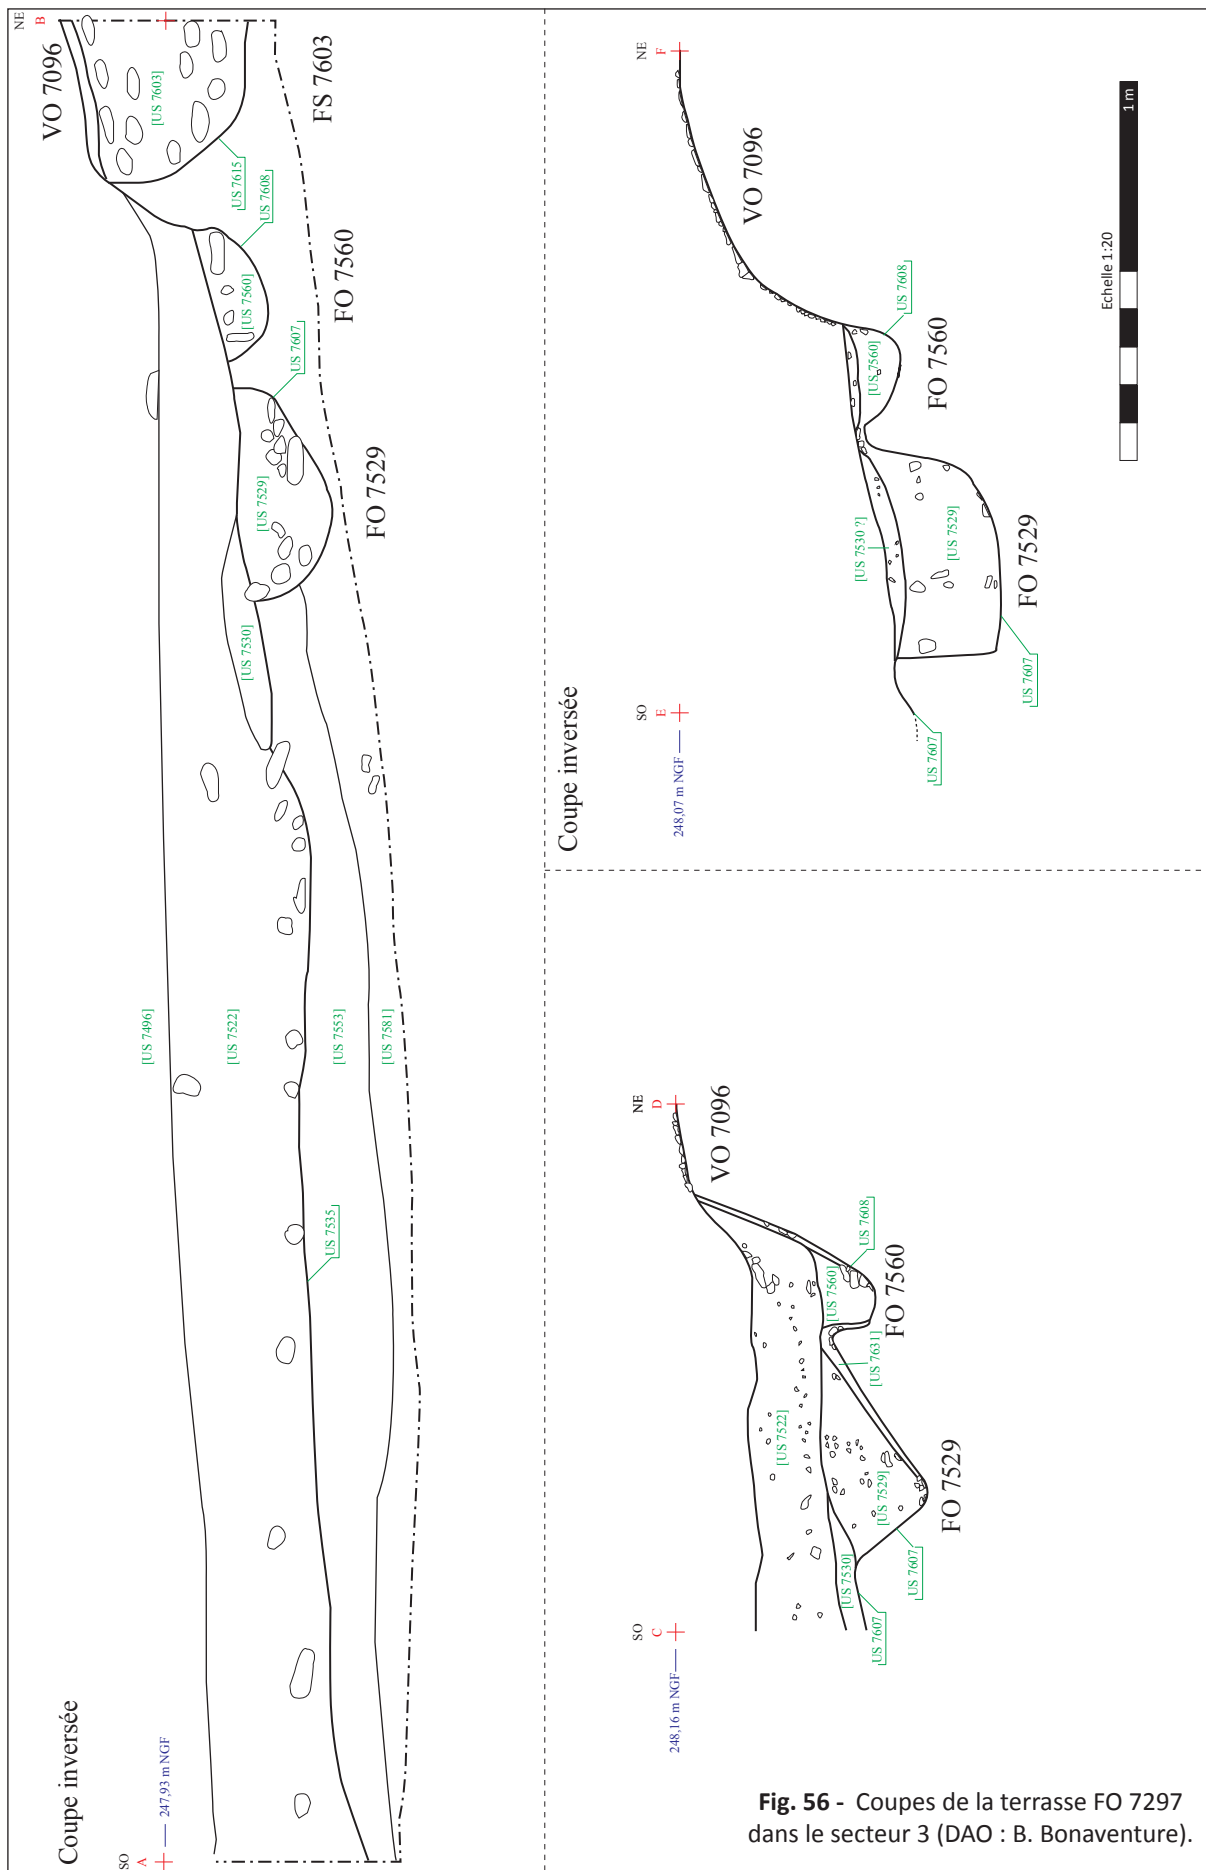 Coupe inversée
SO
A
247,93 m NGF
NE
B
VO 7096
[US 7603]
FS 7603
US 7615
US 7608
[US 7560]
FO 7560
US 7607
[US 7529]
FO 7529
[US 7530]
[US 7496]
[US 7522]
[US 7553]
[US 7581]
US 7535
Coupe inversée
SO
E
248,07 m NGF
NE
F
VO 7096
US 7608
[US 7560]
FO 7560
[US 7530 ?]
[US 7529]
FO 7529
US 7607
US 7607
Echelle 1:20
1 m
SO
C
248,16 m NGF
NE
D
VO 7096
US 7608
[US 7560]
FO 7560
[US 7631]
[US 7522]
[US 7529]
FO 7529
[US 7530]
US 7607
US 7607
Fig. 56 - Coupes de la terrasse FO 7297
dans le secteur 3 (DAO : B. Bonaventure).